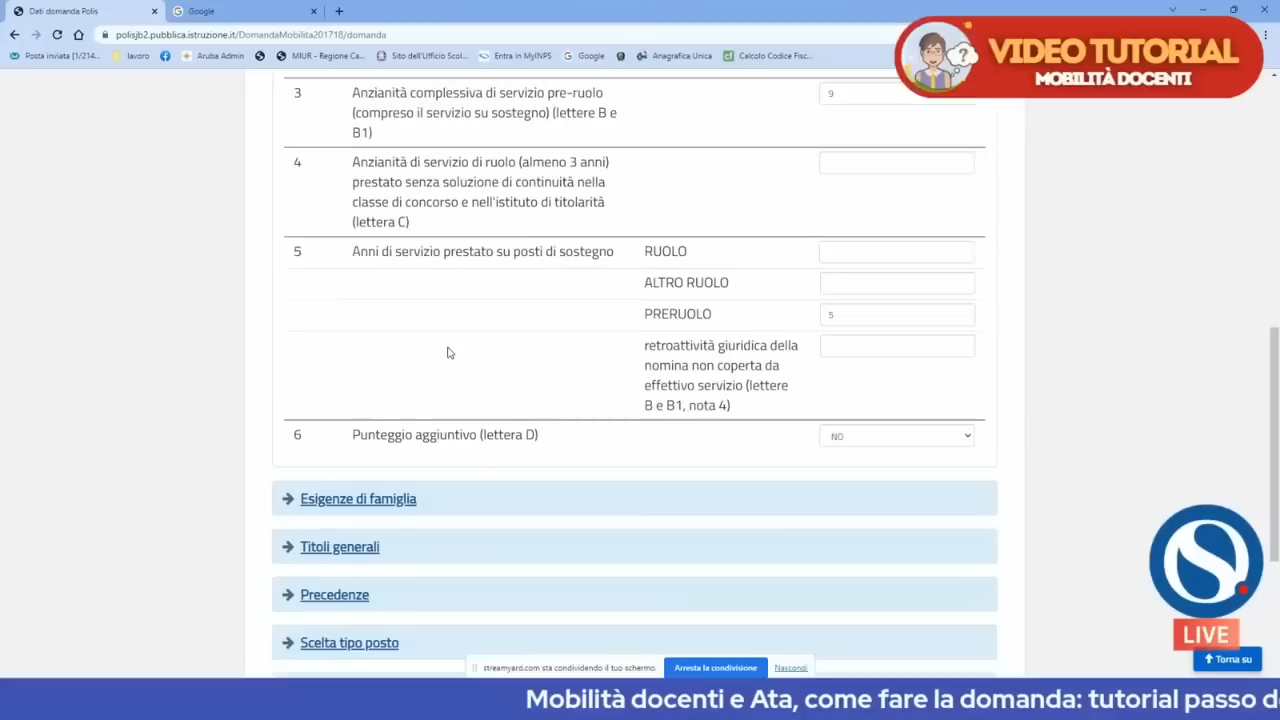 Dati domanda Polis
Google
polisjb2.pubblica.istruzione.it/DomandaMobilita201718/domanda
Posta inviata [1/214...
lavoro
Aruba Admin
MIUR - Regione Ca...
Sito dell'Ufficio Scol...
Entra in MyINPS
Google
Anagrafica Unica
Calcolo Codice Fisc...
VIDEO TUTORIAL
MOBILITÀ DOCENTI
3 Anzianità complessiva di servizio pre-ruolo 9
(compreso il servizio su sostegno) (lettere B e
B1)
4 Anzianità di servizio di ruolo (almeno 3 anni)
prestato senza soluzione di continuità nella
classe di concorso e nell'istituto di titolarità
(lettera C)
5 Anni di servizio prestato su posti di sostegno RUOLO
ALTRO RUOLO
PRERUOLO 5
retroattività giuridica della
nomina non coperta da
effettivo servizio (lettere
B e B1, nota 4)
6 Punteggio aggiuntivo (lettera D) NO
Esigenze di famiglia
Titoli generali
Precedenze
Scelta tipo posto
S
LIVE
Torna su
streamyard.com sta condividendo il tuo schermo. Arresta la condivisione Nascondi
Mobilità docenti e Ata, come fare la domanda: tutorial passo d